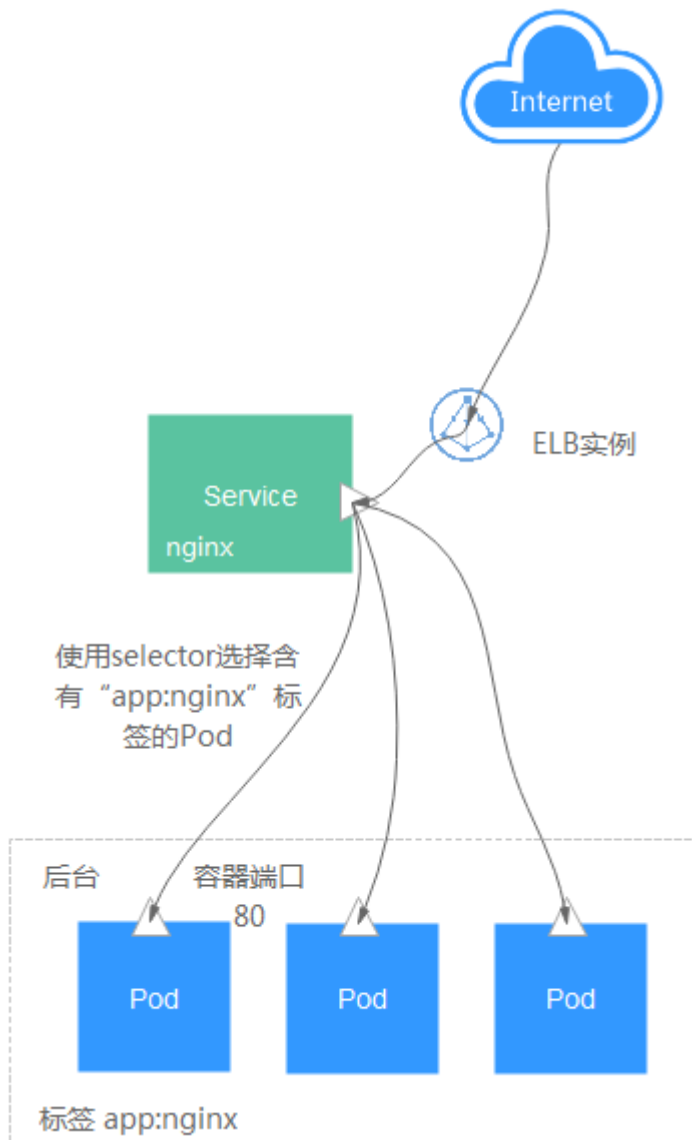 Internet
ELB实例
Service
nginx
使用selector选择含
有“app:nginx”标
签的Pod
后台
容器端口
80
Pod
Pod
Pod
标签 app:nginx